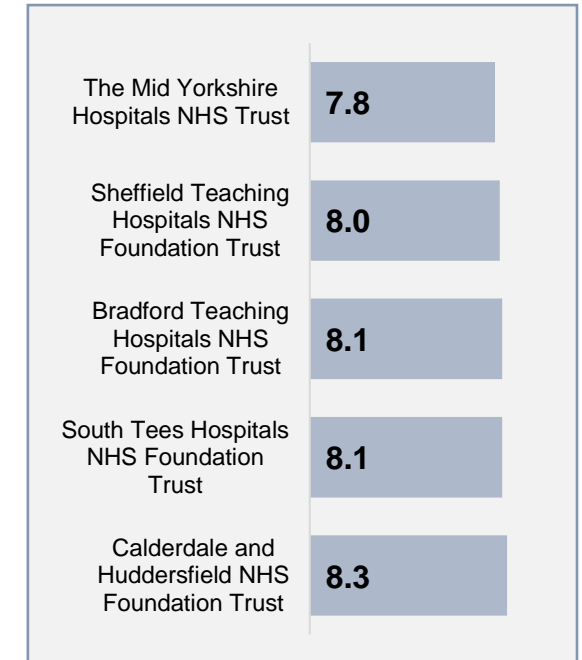 The Mid Yorkshire
Hospitals NHS Trust
7.8
Sheffield Teaching
Hospitals NHS
Foundation Trust
8.0
Bradford Teaching
Hospitals NHS
Foundation Trust
8.1
South Tees Hospitals
NHS Foundation
Trust
8.1
Calderdale and
Huddersfield NHS
Foundation Trust
8.3